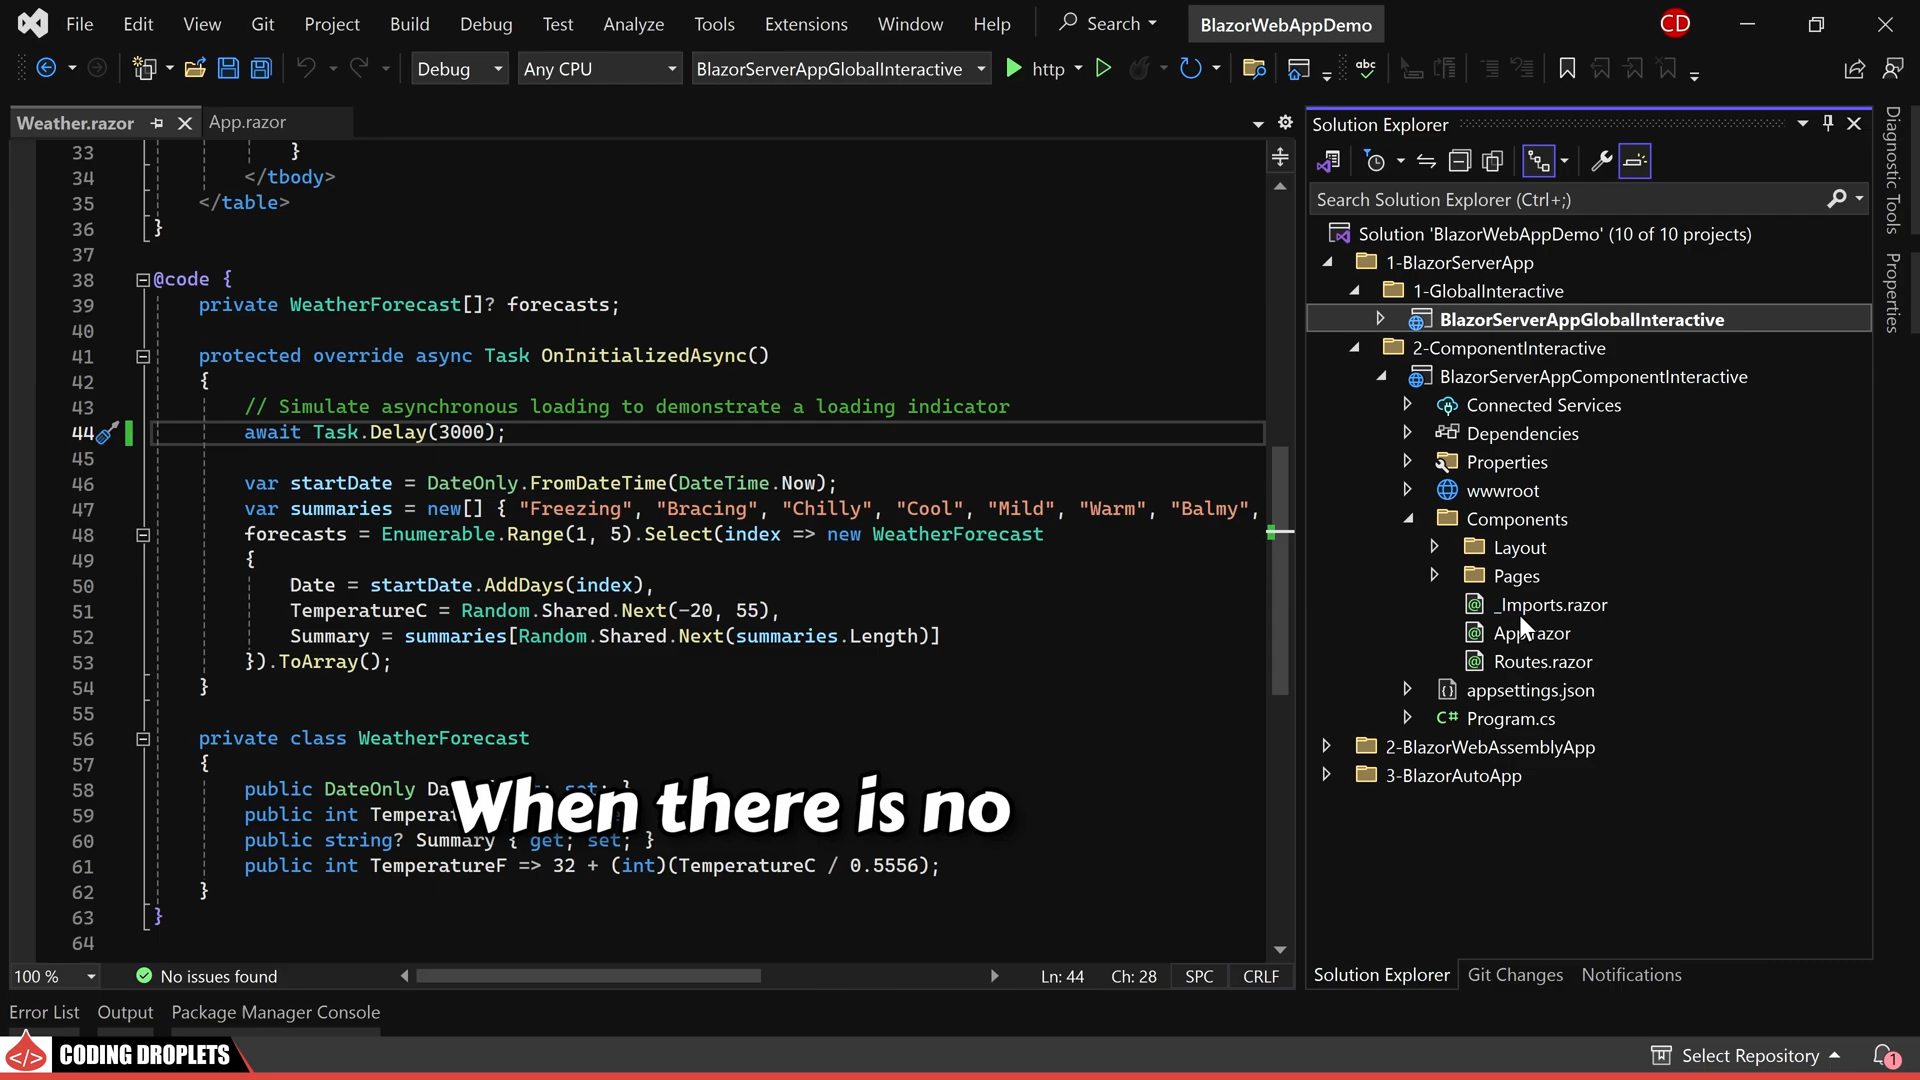 File Edit View Git Project Build Debug Test Analyze Tools Extensions Window Help Search BlazorWebAppDemo CD
Debug Any CPU BlazorServerAppGlobalInteractive http abc
Weather.razor App.razor
33 }
34 </tbody>
35 </table>
36 }
37
38 @code {
39 private WeatherForecast[]? forecasts;
40
41 protected override async Task OnInitializedAsync()
42 {
43 // Simulate asynchronous loading to demonstrate a loading indicator
44 await Task.Delay(3000);
45
46 var startDate = DateOnly.FromDateTime(DateTime.Now);
47 var summaries = new[] { "Freezing", "Bracing", "Chilly", "Cool", "Mild", "Warm", "Balmy",
48 forecasts = Enumerable.Range(1, 5).Select(index => new WeatherForecast
49 {
50 Date = startDate.AddDays(index),
51 TemperatureC = Random.Shared.Next(-20, 55),
52 Summary = summaries[Random.Shared.Next(summaries.Length)]
53 }).ToArray();
54 }
55
56 private class WeatherForecast
57 {
58 public DateOnly set; }
59 public int
60 public string? Summary { get; set; }
61 public int TemperatureF => 32 + (int)(TemperatureC / 0.5556);
62 }
63 }
64
When there is no
100 % No issues found Ln: 44 Ch: 28 SPC CRLF
Solution Explorer
Search Solution Explorer (Ctrl+;)
Solution 'BlazorWebAppDemo' (10 of 10 projects)
1-BlazorServerApp
1-GlobalInteractive
BlazorServerAppGlobalInteractive
2-ComponentInteractive
BlazorServerAppComponentInteractive
Connected Services
Dependencies
Properties
wwwroot
Components
Layout
Pages
_Imports.razor
App.razor
Routes.razor
appsettings.json
C# Program.cs
2-BlazorWebAssemblyApp
3-BlazorAutoApp
Solution Explorer Git Changes Notifications
Diagnostic Tools
Properties
Error List Output Package Manager Console
</> CODING DROPLETS
Select Repository 1